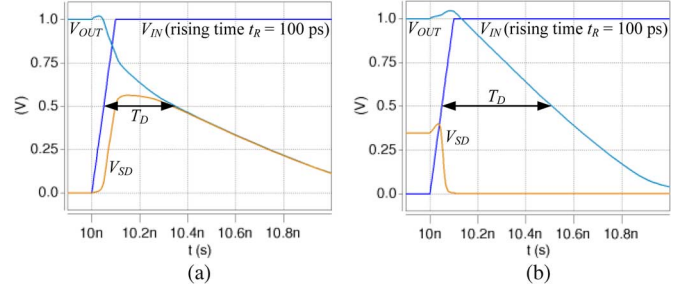 V_OUT
V_IN (rising time t_R = 100 ps)
1.0
0.75
0.5
0.25
0.0
(V)
T_D
V_SD
10n 10.2n 10.4n 10.6n 10.8n
t (s)
(a)
V_OUT
V_IN (rising time t_R = 100 ps)
1.0
0.75
0.5
0.25
0.0
(V)
T_D
V_SD
10n 10.2n 10.4n 10.6n 10.8n
t (s)
(b)